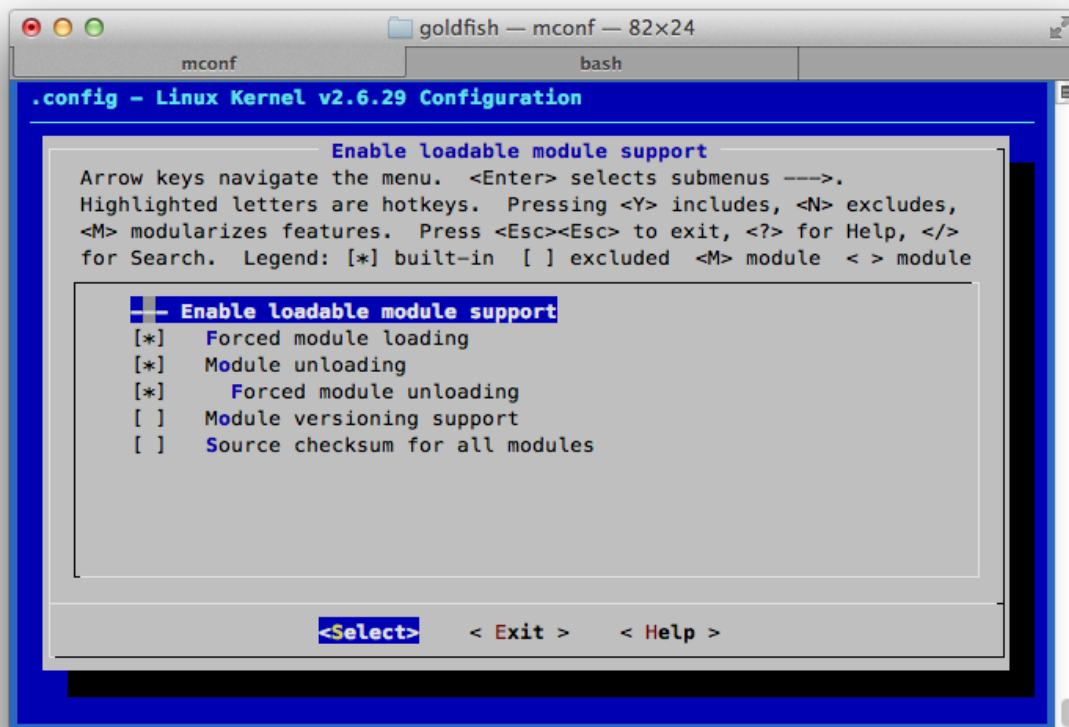 goldfish — mconf — 82×24
mconf
bash
.config – Linux Kernel v2.6.29 Configuration
Enable loadable module support
Arrow keys navigate the menu.  <Enter> selects submenus --->.
Highlighted letters are hotkeys.  Pressing <Y> includes, <N> excludes,
<M> modularizes features.  Press <Esc><Esc> to exit, <?> for Help, </>
for Search.  Legend: [*] built-in  [ ] excluded  <M> module  < > module
--- Enable loadable module support
[*]   Forced module loading
[*]   Module unloading
[*]     Forced module unloading
[ ]   Module versioning support
[ ]   Source checksum for all modules
<Select>    < Exit >    < Help >